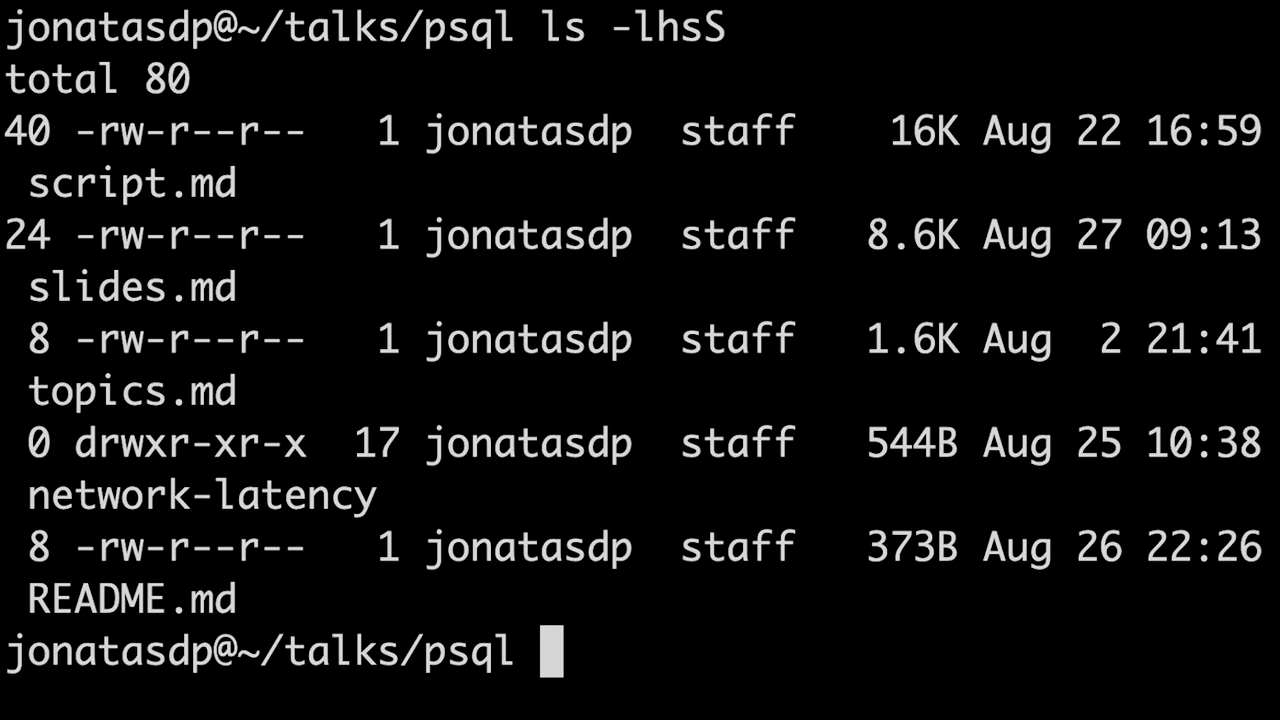 jonatasdp@~/talks/psql ls -lhsS
total 80
40 -rw-r--r--   1 jonatasdp  staff    16K Aug 22 16:59
 script.md
24 -rw-r--r--   1 jonatasdp  staff   8.6K Aug 27 09:13
 slides.md
 8 -rw-r--r--   1 jonatasdp  staff   1.6K Aug  2 21:41
 topics.md
 0 drwxr-xr-x  17 jonatasdp  staff   544B Aug 25 10:38
 network-latency
 8 -rw-r--r--   1 jonatasdp  staff   373B Aug 26 22:26
 README.md
jonatasdp@~/talks/psql